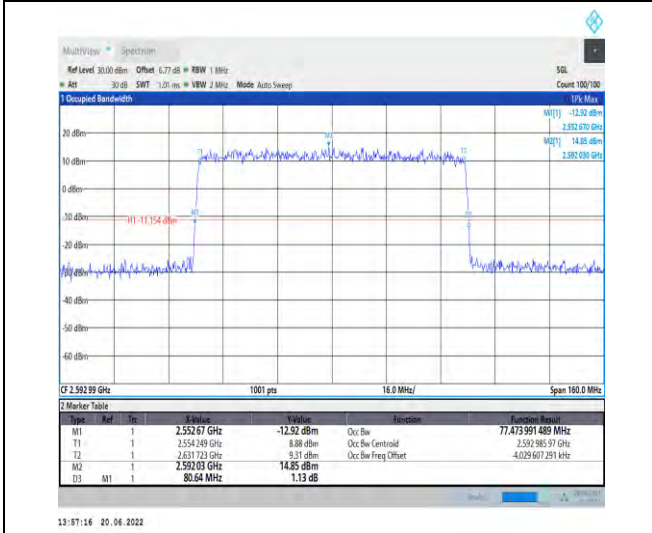 MultiView Spectrum
Ref Level 30.00 dBm Offset 6.77 dB RBW 1 MHz SGL
Att 30 dB SWT 1.01 ms VBW 2 MHz Mode Auto Sweep Count 100/100
1 Occupied Bandwidth 1Pk Max
M1[1] -12.92 dBm
2.552 670 GHz
M2[1] 14.85 dBm
2.592 030 GHz
20 dBm
M2
T1 T2
10 dBm
0 dBm
-10 dBm
M1
H1 -11.154 dBm
-20 dBm
-30 dBm
-40 dBm
-50 dBm
-60 dBm
CF 2.592 99 GHz 1001 pts 16.0 MHz/ Span 160.0 MHz
2 Marker Table
Type Ref Trc X-Value Y-Value Function Function Result
M1 1 2.552 67 GHz -12.92 dBm Occ Bw 77.473 991 489 MHz
T1 1 2.554 249 GHz 8.88 dBm Occ Bw Centroid 2.592 985 97 GHz
T2 1 2.631 723 GHz 9.31 dBm Occ Bw Freq Offset -4.029 607 291 kHz
M2 1 2.592 03 GHz 14.85 dBm
D3 M1 1 80.64 MHz 1.13 dB
13:57:16 20.06.2022